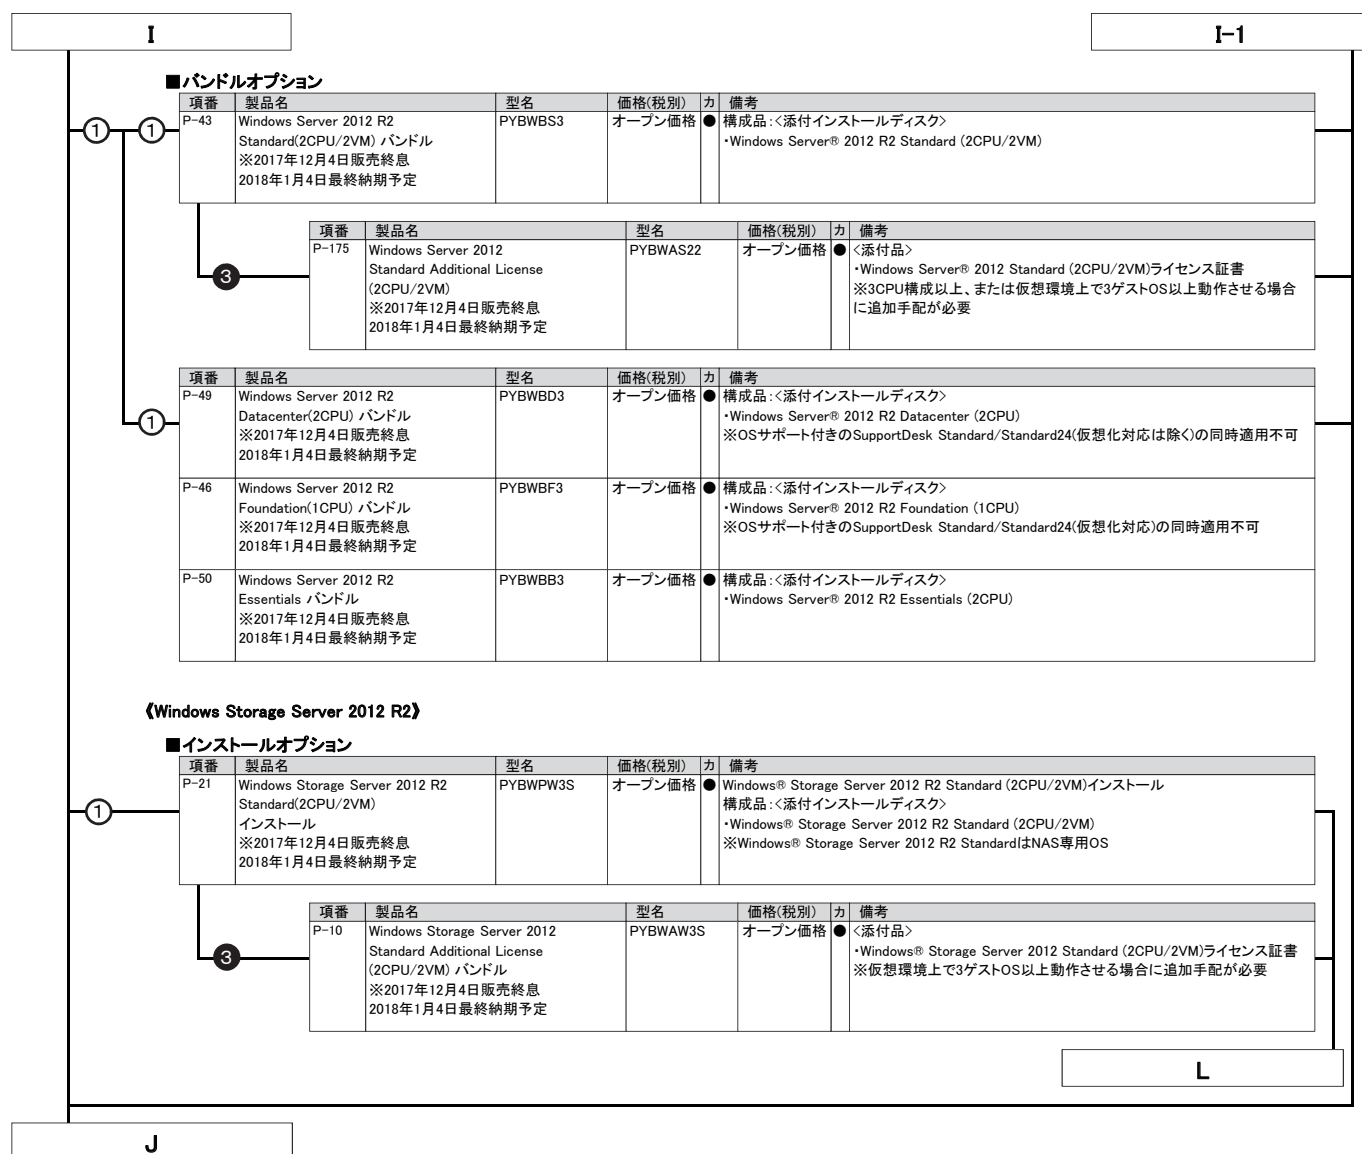 I
I-1
■バンドルオプション
項番 製品名 型名 価格(税別) カ 備考
① ① P-43 Windows Server 2012 R2 PYBWBS3 オープン価格 ● 構成品:<添付インストールディスク>
Standard(2CPU/2VM) バンドル ・Windows Server® 2012 R2 Standard (2CPU/2VM)
※2017年12月4日販売終息
2018年1月4日最終納期予定
項番 製品名 型名 価格(税別) カ 備考
P-175 Windows Server 2012 PYBWAS22 オープン価格 ● <添付品>
❸ Standard Additional License ・Windows Server® 2012 Standard (2CPU/2VM)ライセンス証書
(2CPU/2VM) ※3CPU構成以上、または仮想環境上で3ゲストOS以上動作させる場合
※2017年12月4日販売終息 に追加手配が必要
2018年1月4日最終納期予定
項番 製品名 型名 価格(税別) カ 備考
P-49 Windows Server 2012 R2 PYBWBD3 オープン価格 ● 構成品:<添付インストールディスク>
① Datacenter(2CPU) バンドル ・Windows Server® 2012 R2 Datacenter (2CPU)
※2017年12月4日販売終息 ※OSサポート付きのSupportDesk Standard/Standard24(仮想化対応は除く)の同時適用不可
2018年1月4日最終納期予定
P-46 Windows Server 2012 R2 PYBWBF3 オープン価格 ● 構成品:<添付インストールディスク>
Foundation(1CPU) バンドル ・Windows Server® 2012 R2 Foundation (1CPU)
※2017年12月4日販売終息 ※OSサポート付きのSupportDesk Standard/Standard24(仮想化対応)の同時適用不可
2018年1月4日最終納期予定
P-50 Windows Server 2012 R2 PYBWBB3 オープン価格 ● 構成品:<添付インストールディスク>
Essentials バンドル ・Windows Server® 2012 R2 Essentials (2CPU)
※2017年12月4日販売終息
2018年1月4日最終納期予定
《Windows Storage Server 2012 R2》
■インストールオプション
項番 製品名 型名 価格(税別) カ 備考
P-21 Windows Storage Server 2012 R2 PYBWPW3S オープン価格 ● Windows® Storage Server 2012 R2 Standard (2CPU/2VM)インストール
① Standard(2CPU/2VM) 構成品:<添付インストールディスク>
インストール ・Windows® Storage Server 2012 R2 Standard (2CPU/2VM)
※2017年12月4日販売終息 ※Windows® Storage Server 2012 R2 StandardはNAS専用OS
2018年1月4日最終納期予定
項番 製品名 型名 価格(税別) カ 備考
P-10 Windows Storage Server 2012 PYBWAW3S オープン価格 ● <添付品>
❸ Standard Additional License ・Windows® Storage Server 2012 Standard (2CPU/2VM)ライセンス証書
(2CPU/2VM) バンドル ※仮想環境上で3ゲストOS以上動作させる場合に追加手配が必要
※2017年12月4日販売終息
2018年1月4日最終納期予定
L
J